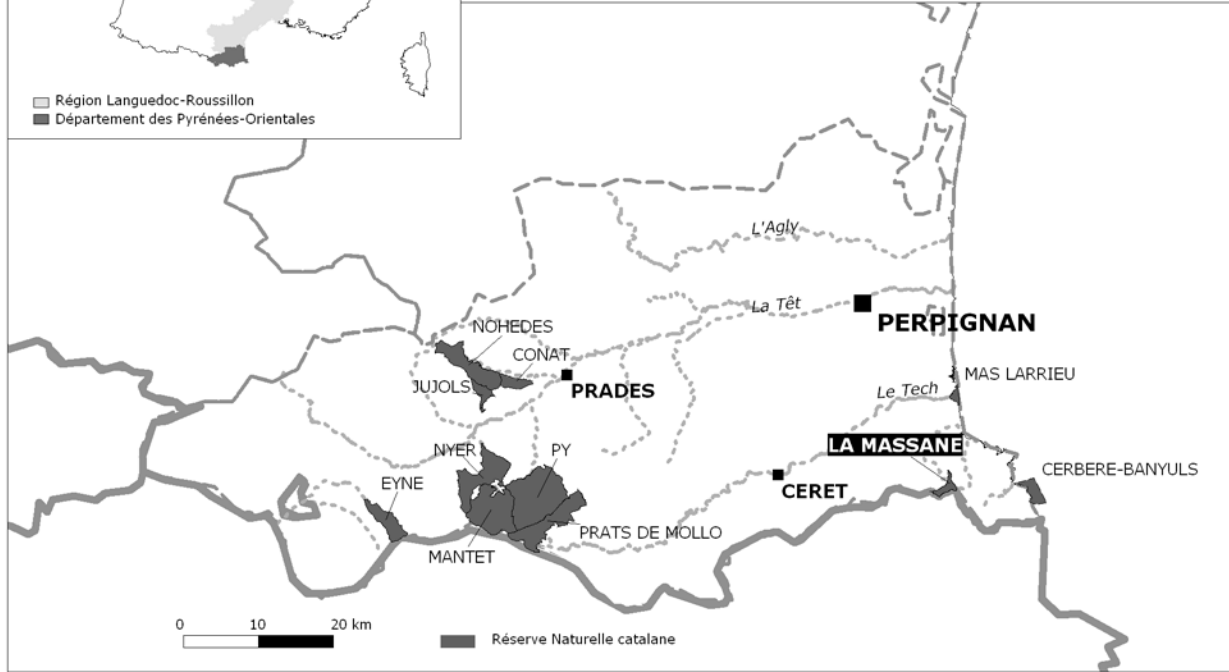 Région Languedoc-Roussillon
Département des Pyrénées-Orientales
L'Agly
La Têt
PERPIGNAN
NOHEDES
CONAT
JUJOLS
PRADES
MAS LARRIEU
Le Tech
LA MASSANE
NYER
PY
CERBERE-BANYULS
EYNE
CERET
PRATS DE MOLLO
MANTET
0 10 20 km
Réserve Naturelle catalane